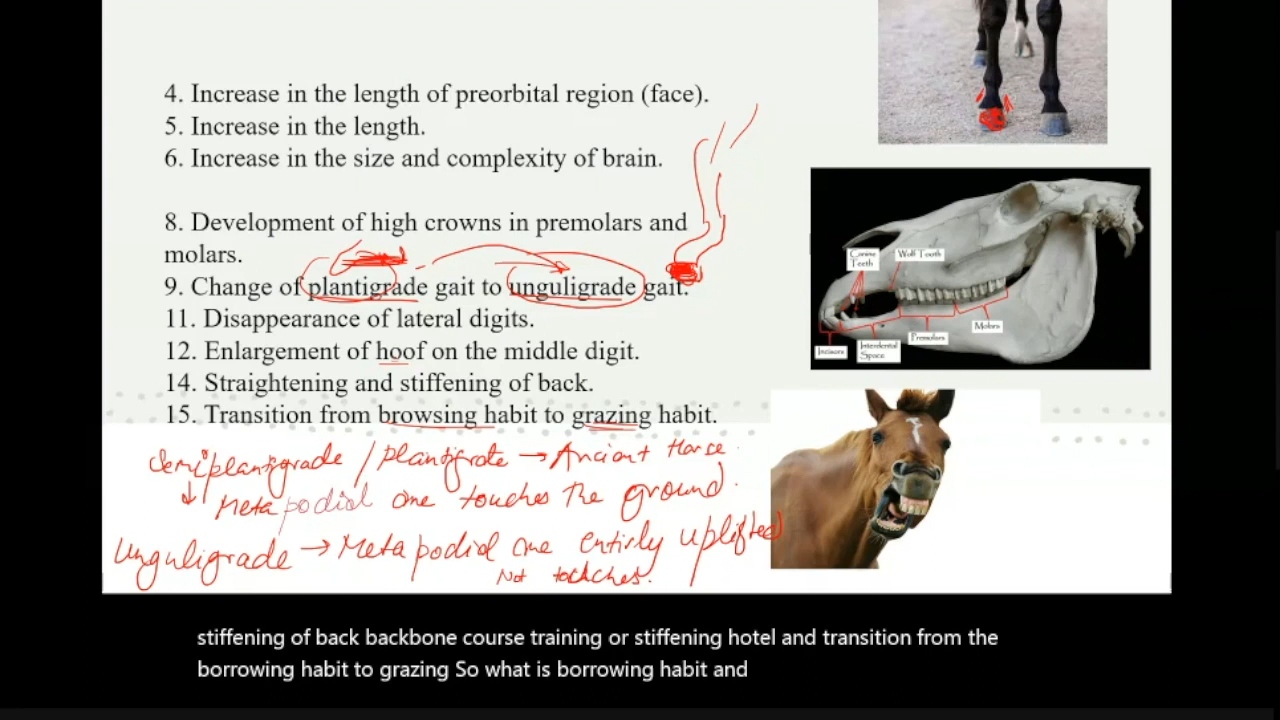 4. Increase in the length of preorbital region (face).
5. Increase in the length.
6. Increase in the size and complexity of brain.
8. Development of high crowns in premolars and
molars.
9. Change of plantigrade gait to unguligrade gait.
11. Disappearance of lateral digits.
12. Enlargement of hoof on the middle digit.
14. Straightening and stiffening of back.
15. Transition from browsing habit to grazing habit.
Semiplantigrade / plantigrate → Anciant Horse
↓ Meta podial one touches the ground.
Unguligrade → Metapodial one entirly uplifted
Not touches.
Canine
Teeth
Wolf Tooth
Molars
Premolars
Incisors
Interdental
Space
stiffening of back backbone course training or stiffening hotel and transition from the
borrowing habit to grazing So what is borrowing habit and